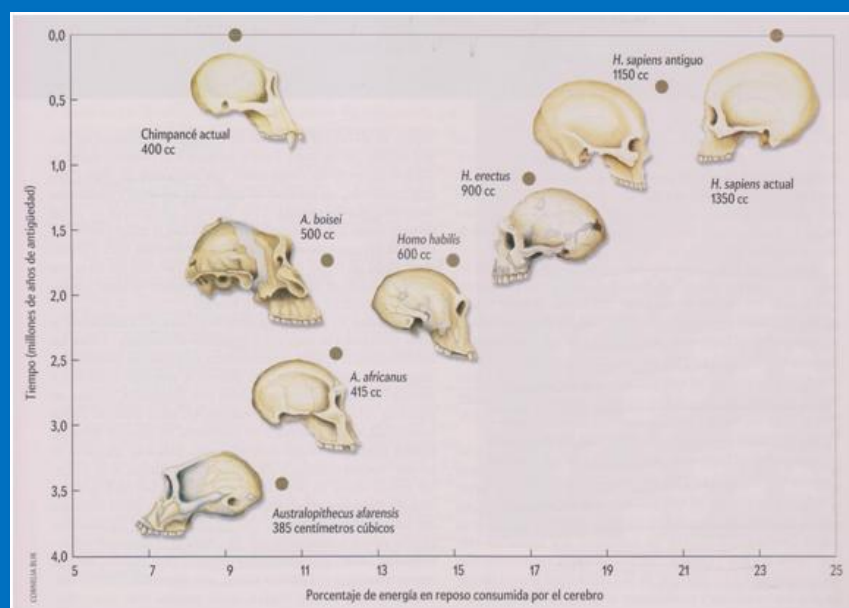 0,0
0,5
1,0
1,5
2,0
2,5
3,0
3,5
4,0
Tiempo (millones de años de antigüedad)
Chimpancé actual
400 cc
H. sapiens antiguo
1150 cc
H. sapiens actual
1350 cc
H. erectus
900 cc
A. boisei
500 cc
Homo habilis
600 cc
A. africanus
415 cc
Australopithecus afarensis
385 centímetros cúbicos
5 7 9 11 13 15 17 19 21 23 25
Porcentaje de energía en reposo consumida por el cerebro